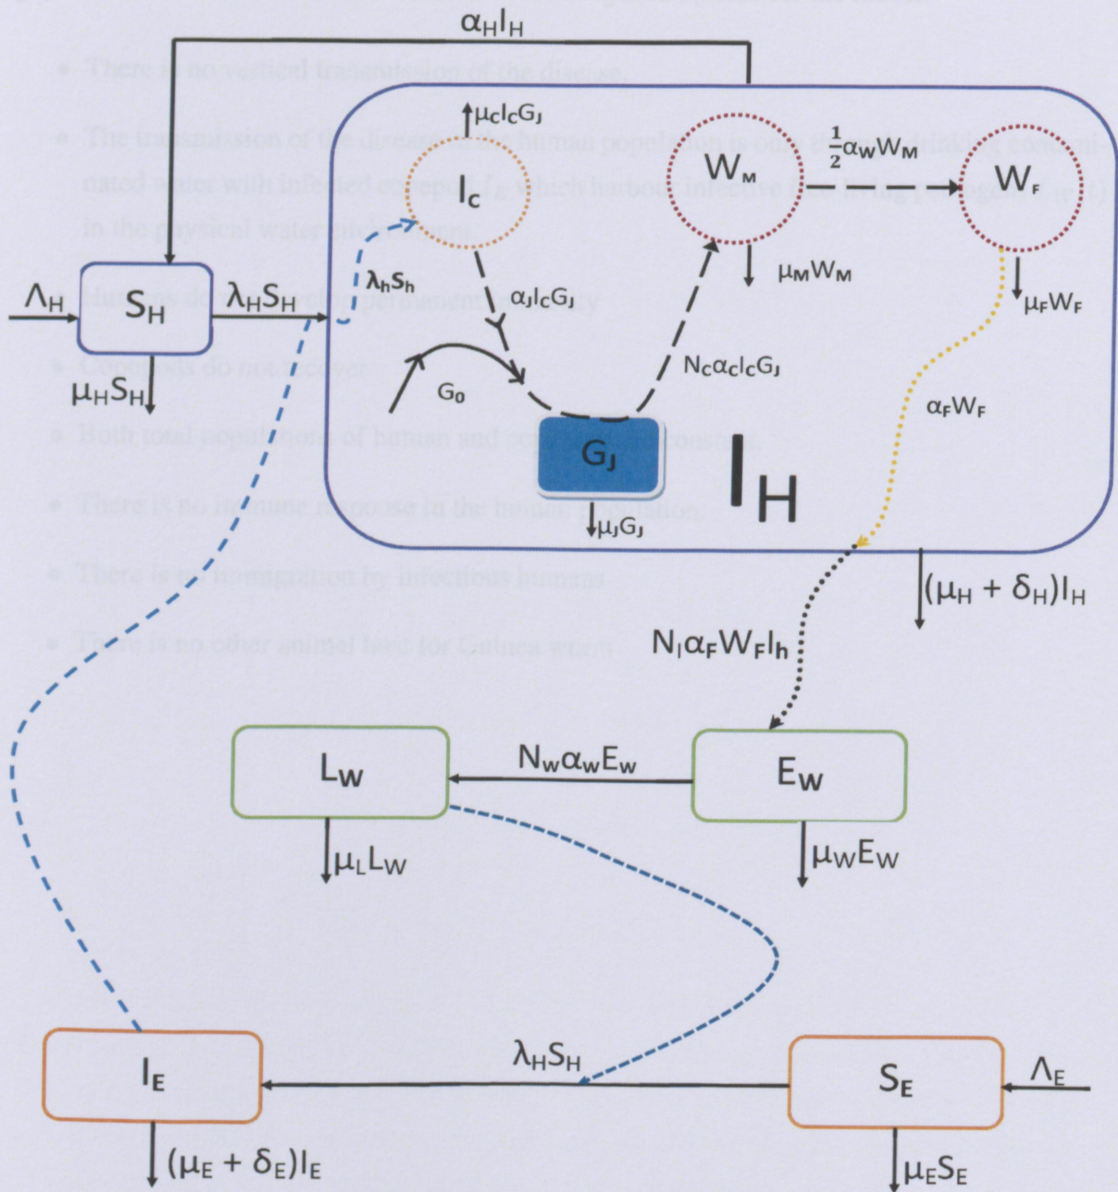 α_H I_H
There is no vertical transmission of the disease.
The transmission of the disease in the human population is only through drinking contami-
nated water with infected copepod I_E which harbour infective free living pathogens
in the physical water environment.
μ_C I_C G_J
I_C
W_M
½ α_W W_M
W
μ_M W_M
μ_F W_F
Λ_H
S_H
λ_H S_H
λ_h S_h
Humans do not develop permanent immunity
α_J I_C G_J
μ_H S_H
Copepods do not recover
G_0
N_C α_C I_C G_J
α_F W_F
Both total populations of human and constant.
G_J
I_H
There is no immune response in the human population.
μ_J G_J
There is no immigration by infectious humans
(μ_H + δ_H)I_H
There is no other animal host for Guinea worm
N_I α_F W_F I_h
L_W
N_W α_W E_W
E_W
μ_L L_W
μ_W E_W
I_E
λ_H S_H
S_E
Λ_E
(μ_E + δ_E)I_E
μ_E S_E